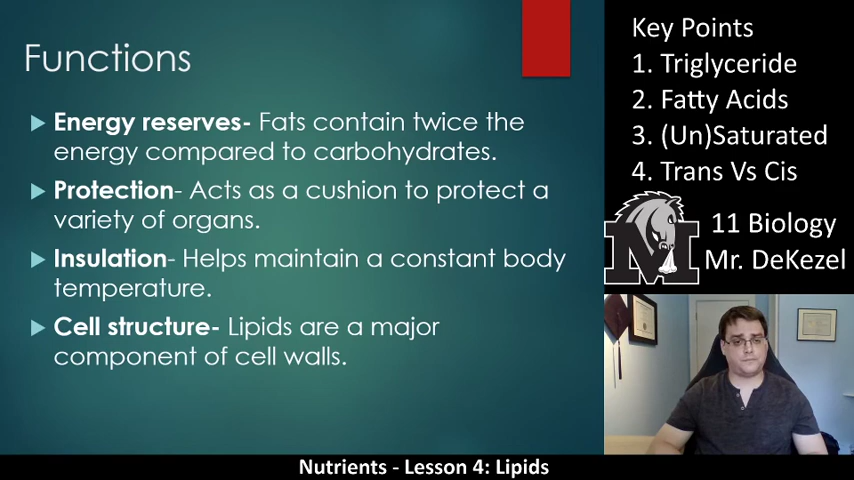 Functions
Energy reserves- Fats contain twice the
energy compared to carbohydrates.
Protection- Acts as a cushion to protect a
variety of organs.
Insulation- Helps maintain a constant body
temperature.
Cell structure- Lipids are a major
component of cell walls.
Key Points
1. Triglyceride
2. Fatty Acids
3. (Un)Saturated
4. Trans Vs Cis
M
11 Biology
Mr. DeKezel
Nutrients - Lesson 4: Lipids